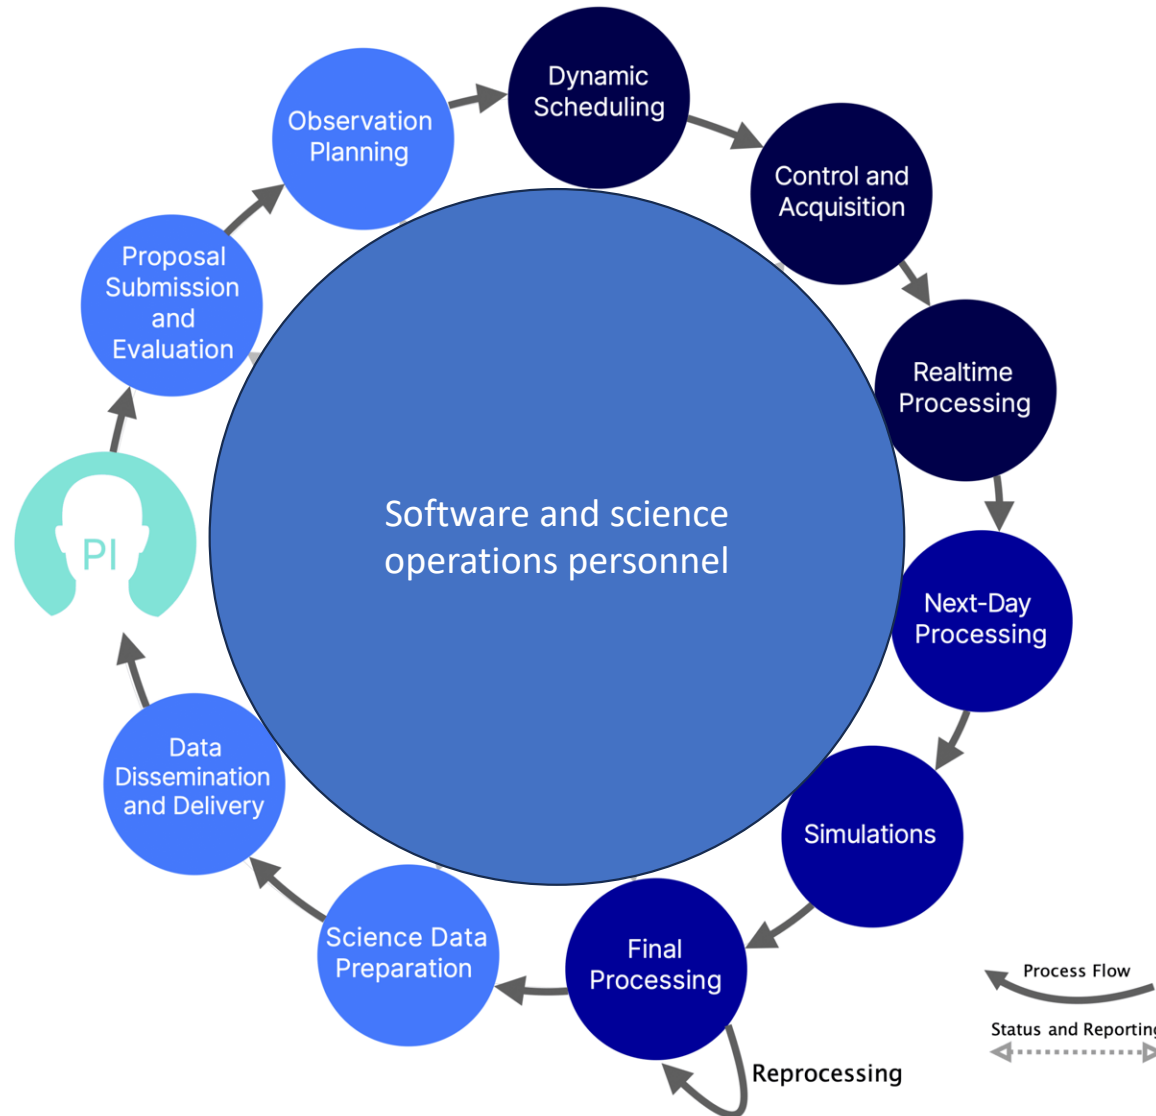 Dynamic
Scheduling
Observation
Planning
Control and
Acquisition
Proposal
Submission
and
Evaluation
Realtime
Processing
PI
Software and science
operations personnel
Next-Day
Processing
Data
Dissemination
and Delivery
Simulations
Science Data
Preparation
Final
Processing
Process Flow
Status and Reporting
Reprocessing